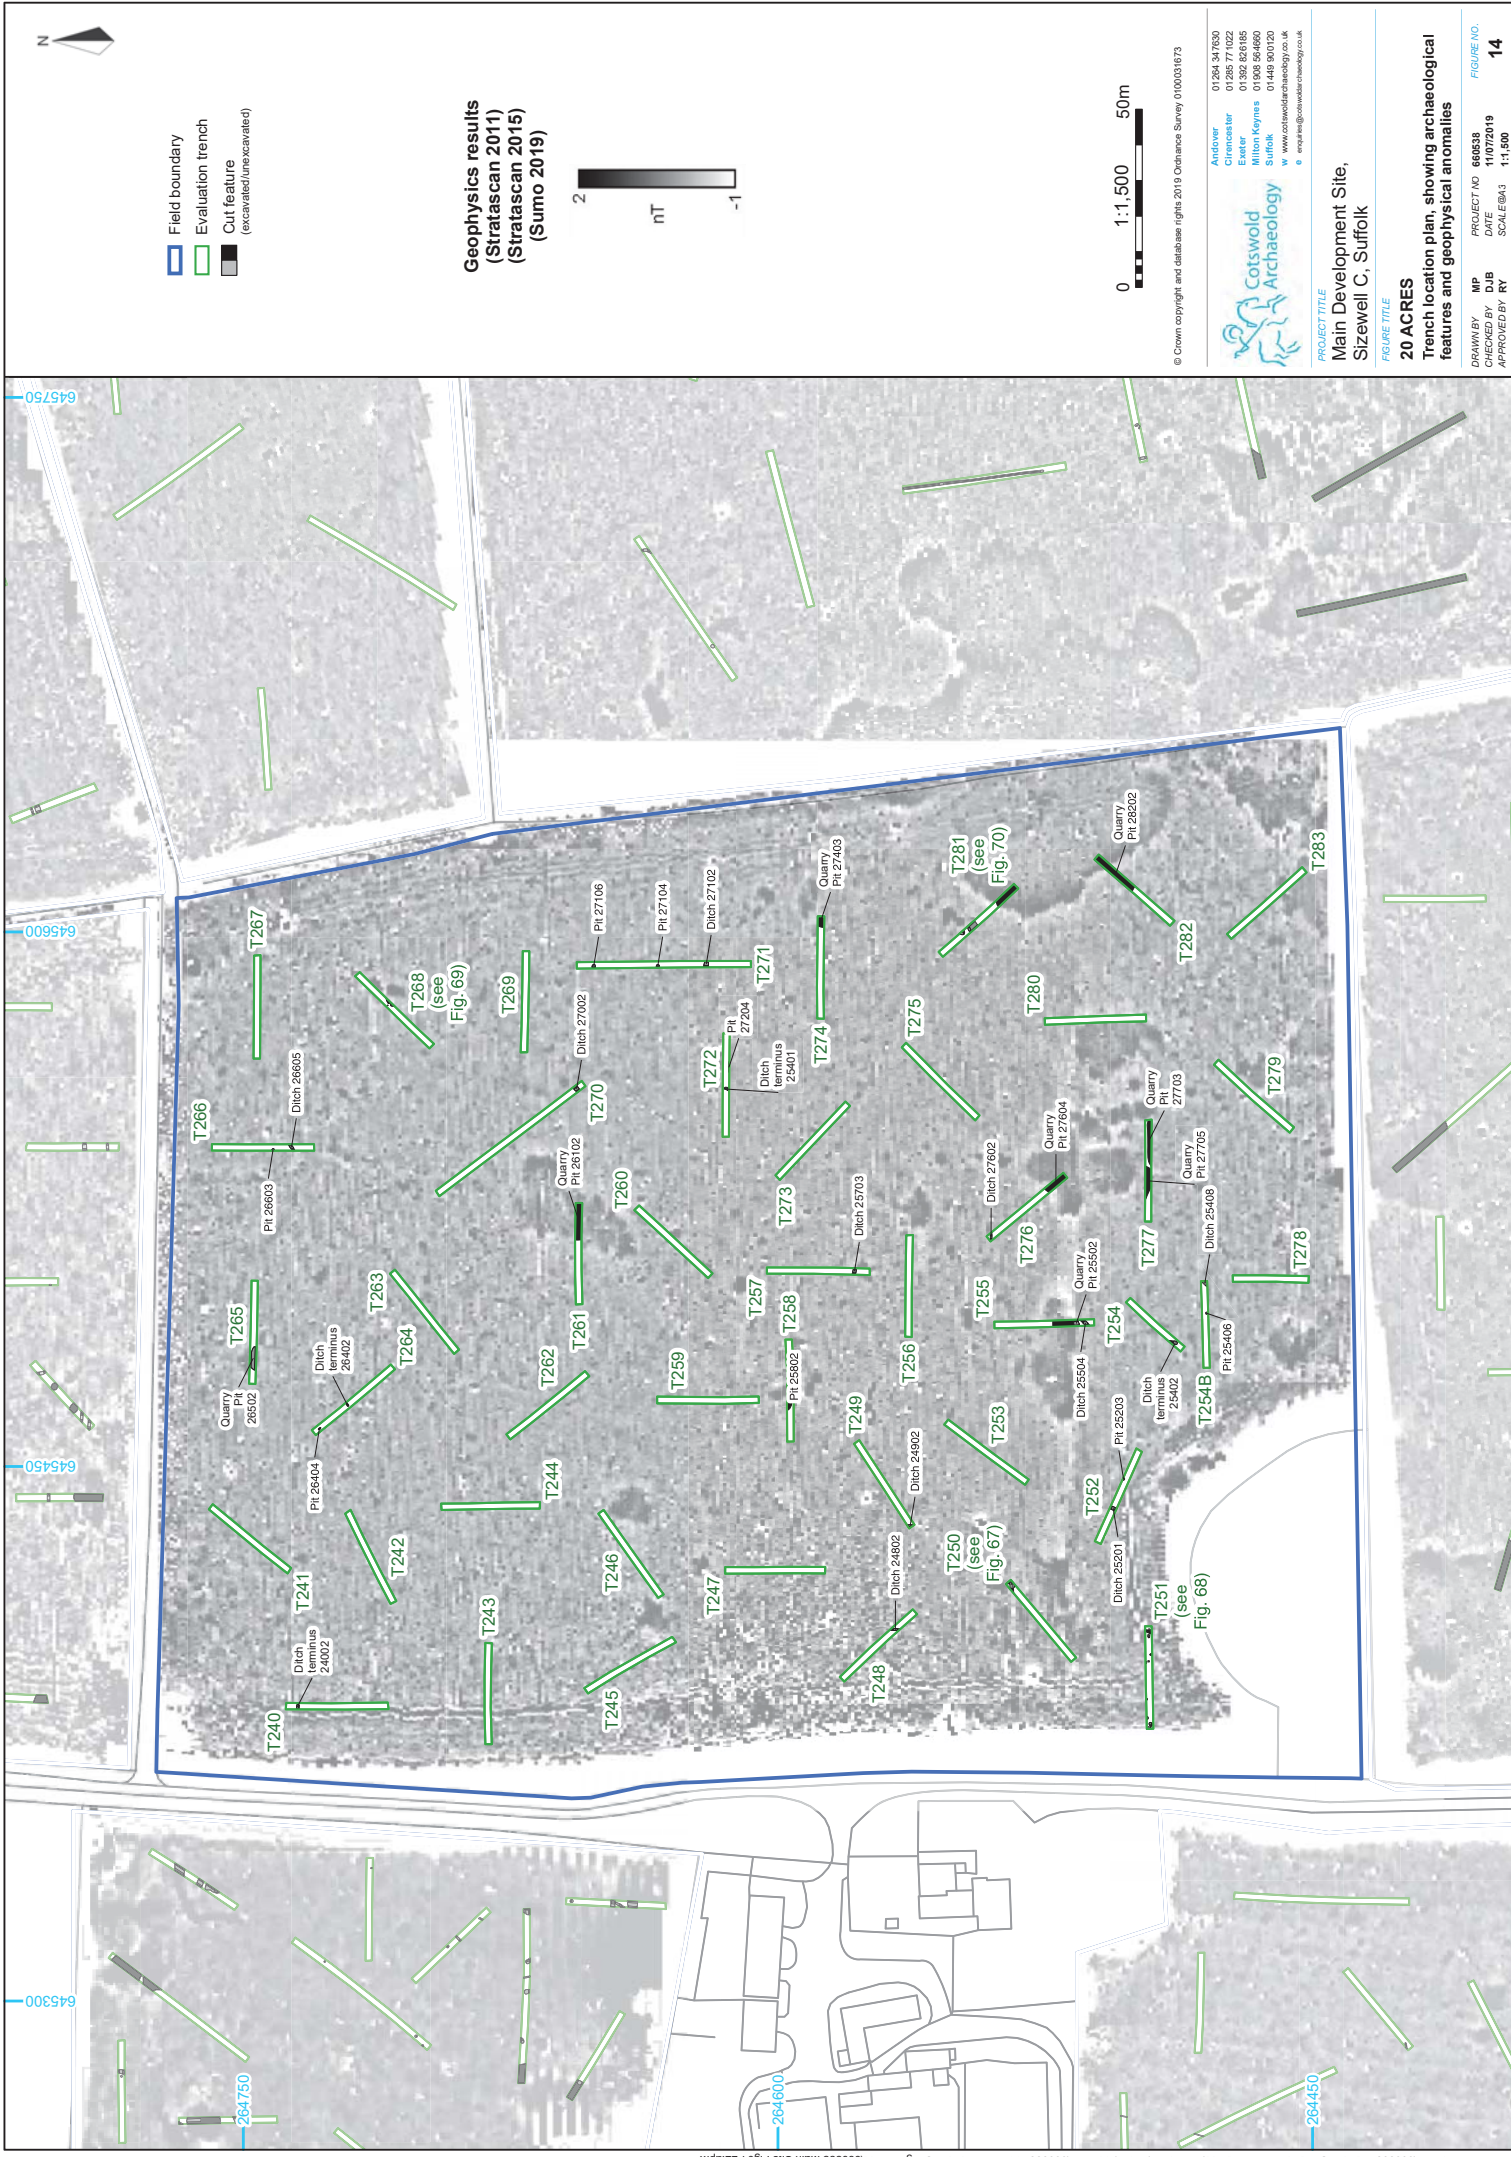 N
Field boundary
Evaluation trench
Cut feature
(excavated/unexcavated)
Geophysics results
(Stratascan 2011)
(Stratascan 2015)
(Sumo 2019)
2
nT
-1
0
1:1,500
50m
© Crown copyright and database rights 2019 Ordnance Survey 0100031673
Cotswold
Archaeology
Andover 01264 347630
Cirencester 01285 771022
Exeter 01392 826185
Milton Keynes 01908 564660
Suffolk 01449 900120
w www.cotswoldarchaeology.co.uk
e enquiries@cotswoldarchaeology.co.uk
PROJECT TITLE
Main Development Site,
Sizewell C, Suffolk
FIGURE TITLE
20 ACRES
Trench location plan, showing archaeological
features and geophysical anomalies
DRAWN BY MP
CHECKED BY DJB
APPROVED BY RY
PROJECT NO 660538
DATE 11/07/2019
SCALE@A3 1:1,500
FIGURE NO.
14
645750
645600
645450
645300
264750
264600
264450
T240
Ditch
terminus
24002
T241
T242
T243
T244
T245
T246
T247
T248
Ditch 24802
T249
Ditch 24902
T250
(see
Fig. 67)
T251
(see
Fig. 68)
T252
Ditch 25201
Pit 25203
T253
T254
Ditch
terminus
25402
T254B
Pit 25406
Ditch 25408
T255
Ditch 25504
Quarry
Pit 25502
T256
T257
Ditch 25703
T258
Pit 25802
T259
T260
T261
Quarry
Pit 26102
T262
T263
T264
Ditch
terminus
26402
Pit 26404
T265
Quarry
Pit
26502
T266
Pit 26603
Ditch 26605
T267
T268
(see
Fig. 69)
T269
T270
Ditch 27002
T271
Pit 27106
Pit 27104
Ditch 27102
T272
Pit
27204
Ditch
terminus
25401
T273
T274
Quarry
Pit 27403
T275
T276
Ditch 27602
Quarry
Pit 27604
T277
Quarry
Pit
27703
Quarry
Pit 27705
T278
T279
T280
T281
(see
Fig. 70)
T282
Quarry
Pit 28202
T283